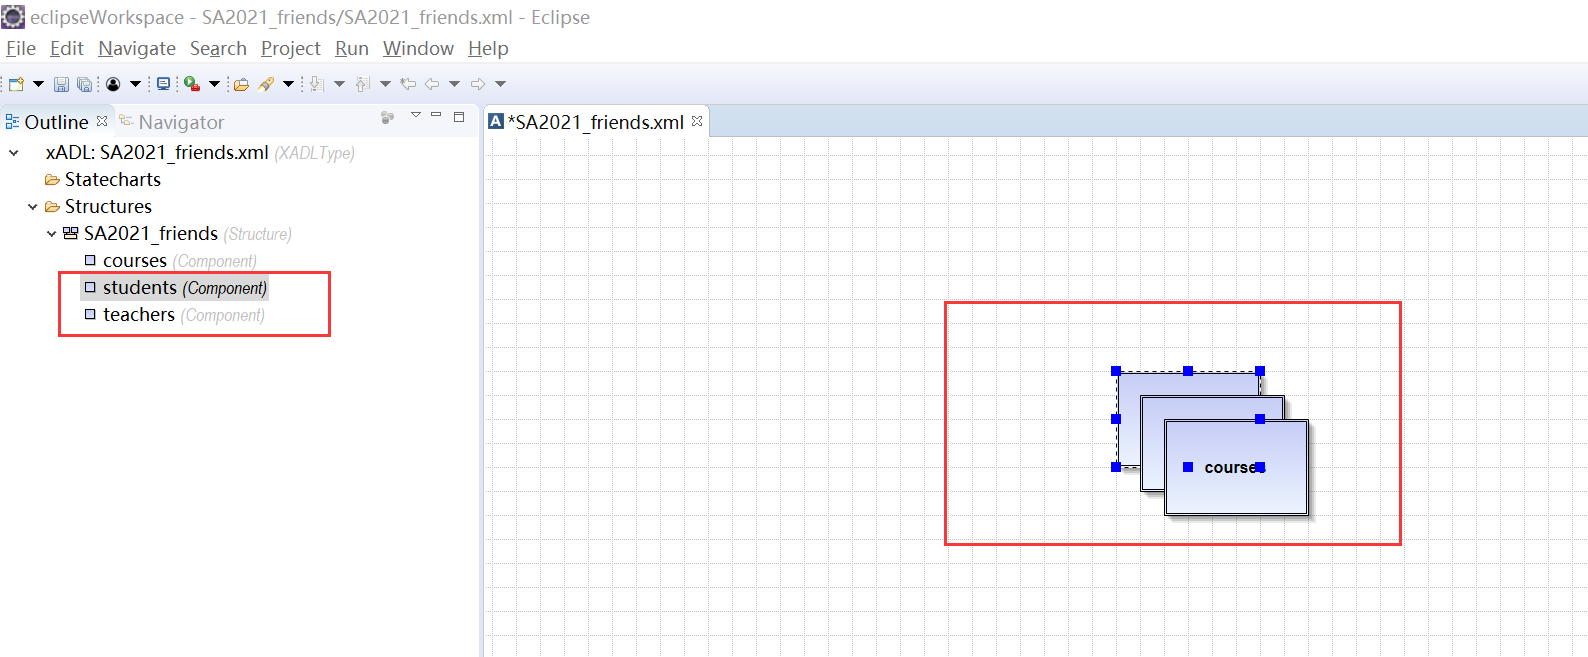 eclipseWorkspace - SA2021_friends/SA2021_friends.xml - Eclipse
File Edit Navigate Search Project Run Window Help
Outline Navigator
A *SA2021_friends.xml
xADL: SA2021_friends.xml (XADLType)
Statecharts
Structures
SA2021_friends (Structure)
courses (Component)
students (Component)
teachers (Component)
courses